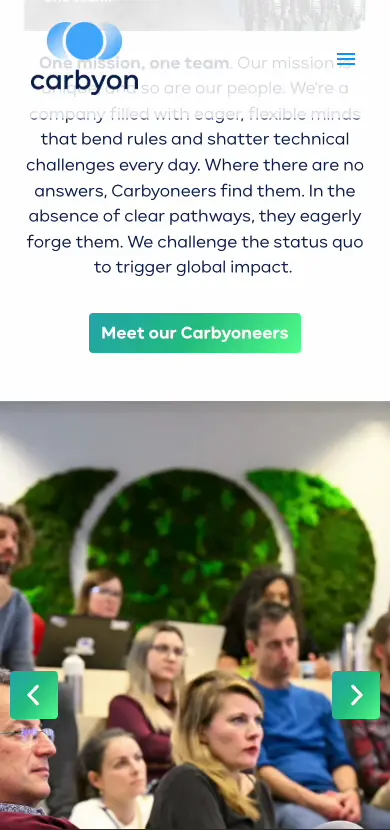 carbyon
One mission, one team. Our mission is
unique, and so are our people. We're a
company filled with eager, flexible minds
that bend rules and shatter technical
challenges every day. Where there are no
answers, Carbyoneers find them. In the
absence of clear pathways, they eagerly
forge them. We challenge the status quo
to trigger global impact.
Meet our Carbyoneers